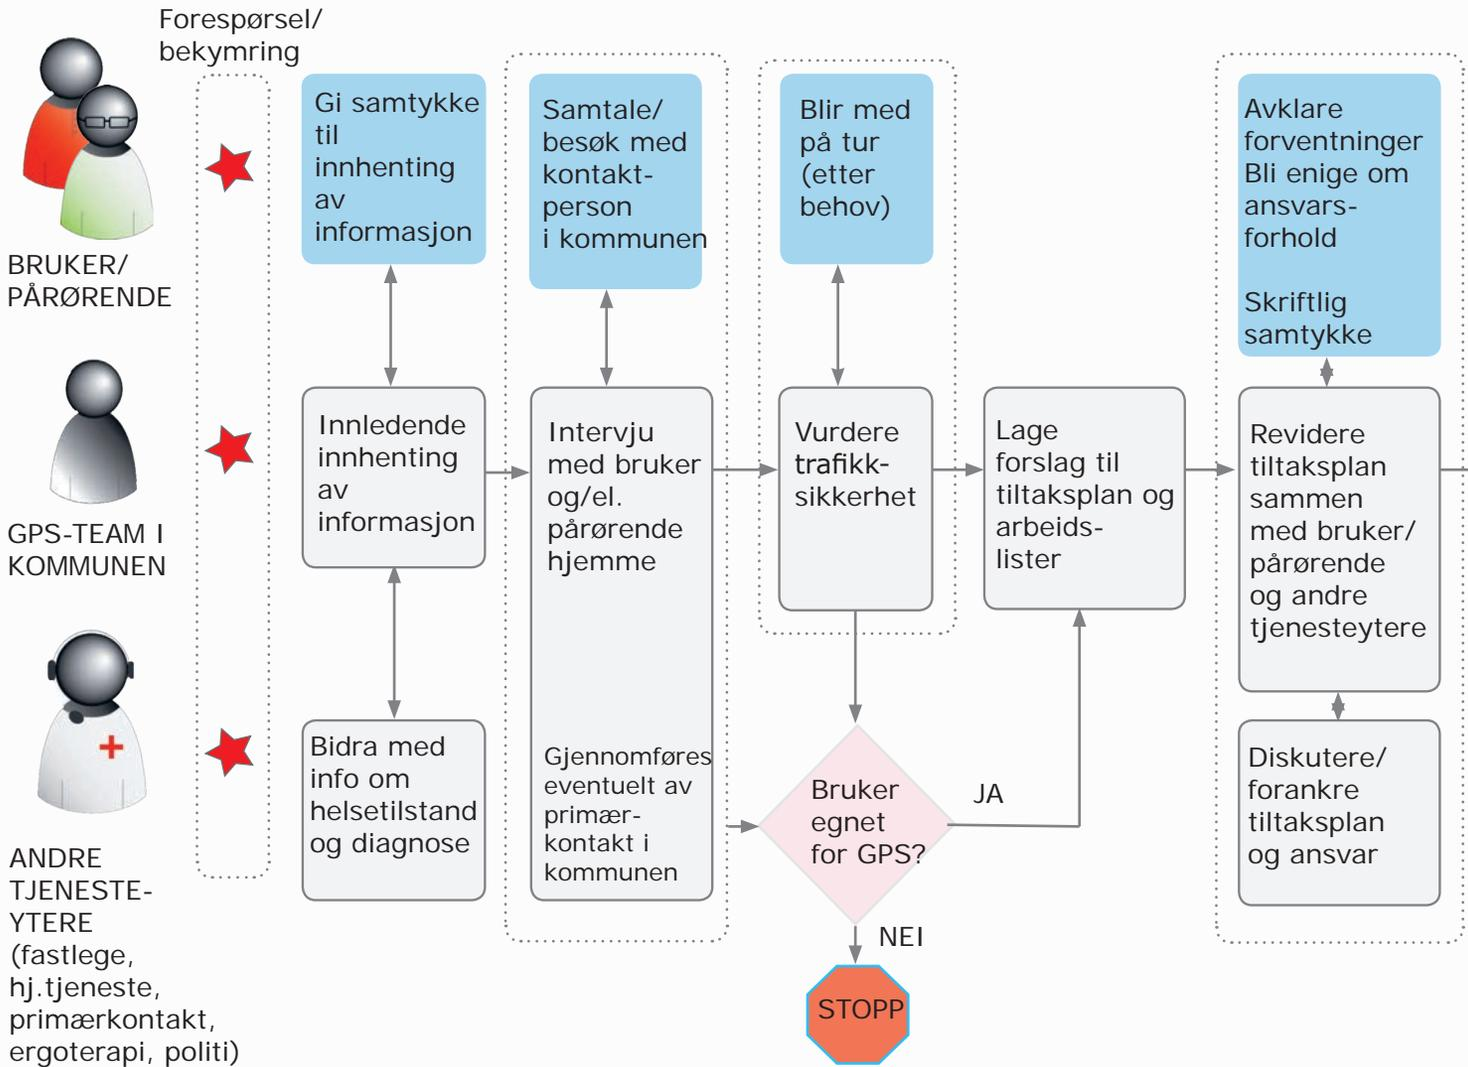 Forespørsel/
bekymring
BRUKER/
PÅRØRENDE
GPS-TEAM I
KOMMUNEN
ANDRE
TJENESTE-
YTERE
(fastlege,
hj.tjeneste,
primærkontakt,
ergoterapi, politi)
Gi samtykke
til
innhenting
av
informasjon
Innledende
innhenting
av
informasjon
Bidra med
info om
helsetilstand
og diagnose
Samtale/
besøk med
kontakt-
person
i kommunen
Intervju
med bruker
og/el.
pårørende
hjemme
Gjennomføres
eventuelt av
primær-
kontakt i
kommunen
Blir med
på tur
(etter
behov)
Vurdere
trafikk-
sikkerhet
Bruker
egnet
for GPS?
JA
NEI
STOPP
Lage
forslag til
tiltaksplan og
arbeids-
lister
Avklare
forventninger
Bli enige om
ansvars-
forhold
Skriftlig
samtykke
Revidere
tiltaksplan
sammen
med bruker/
pårørende
og andre
tjenesteytere
Diskutere/
forankre
tiltaksplan
og ansvar